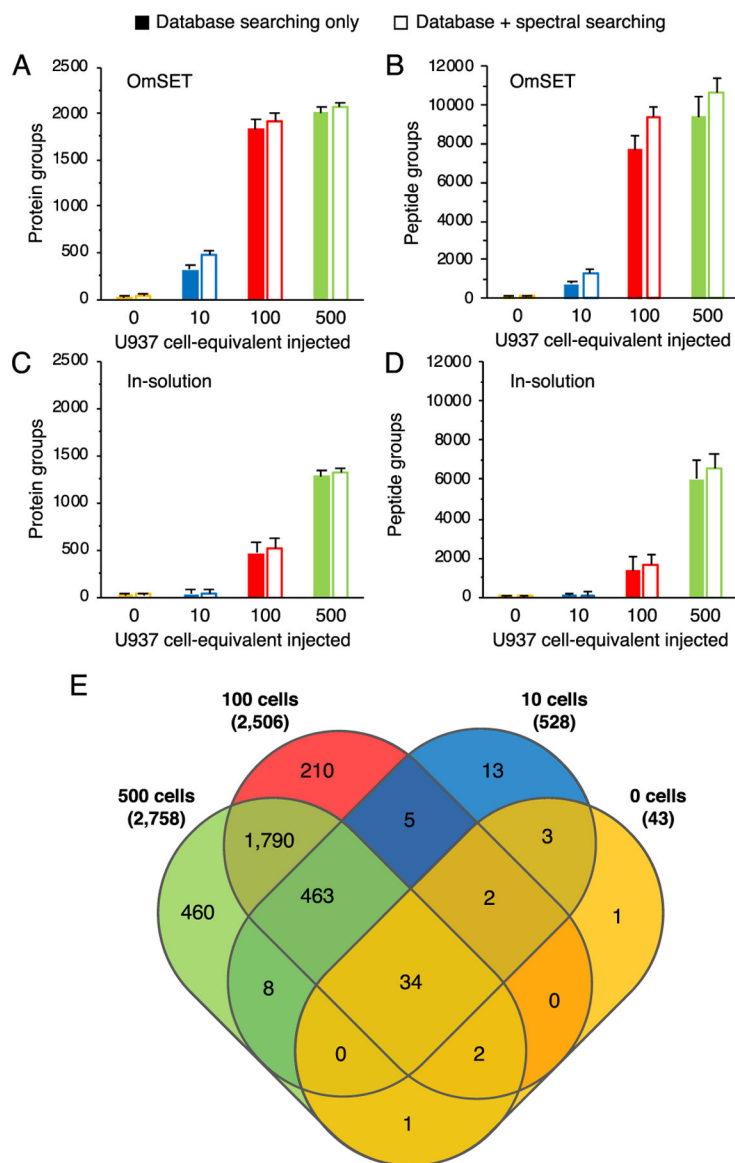 Database searching only
Database + spectral searching
A
OmSET
Protein groups
2500
2000
1500
1000
500
0
0 10 100 500
U937 cell-equivalent injected
B
OmSET
Peptide groups
12000
10000
8000
6000
4000
2000
0
0 10 100 500
U937 cell-equivalent injected
C
In-solution
Protein groups
2500
2000
1500
1000
500
0
0 10 100 500
U937 cell-equivalent injected
D
In-solution
Peptide groups
12000
10000
8000
6000
4000
2000
0
0 10 100 500
U937 cell-equivalent injected
E
100 cells
(2,506)
10 cells
(528)
500 cells
(2,758)
0 cells
(43)
210
13
5
1,790
3
463
2
460
1
8
34
0
0
2
1